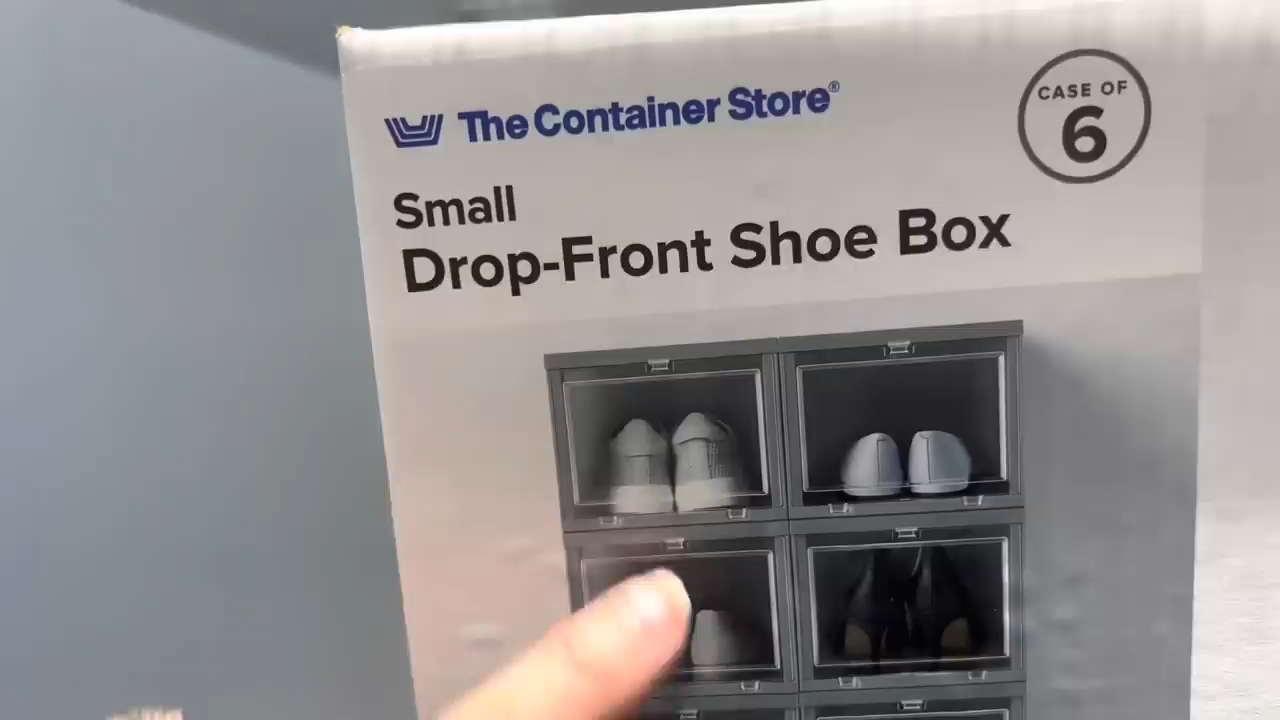 The Container Store®
CASE OF
6
Small
Drop-Front Shoe Box